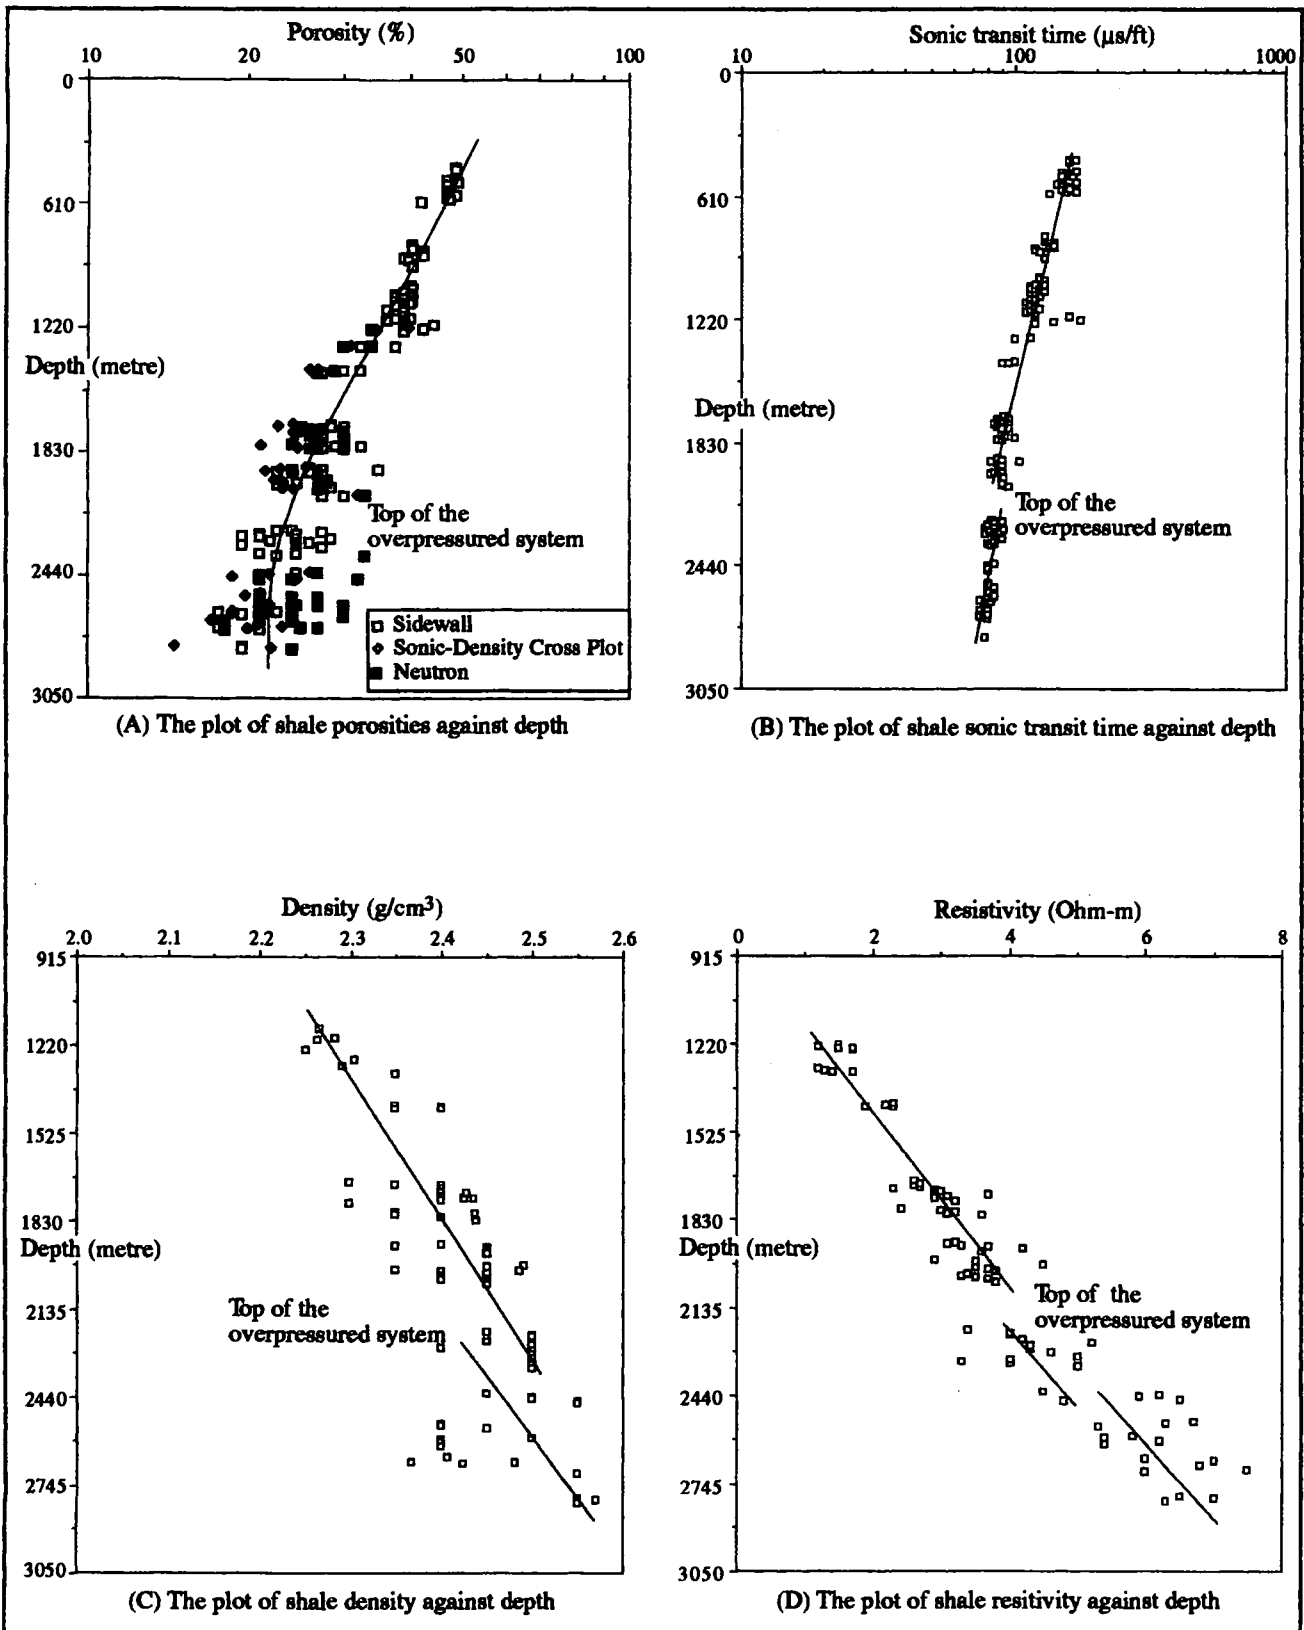 Porosity (%)
10 20 50 100
0
610
1220
Depth (metre)
1830
Top of the
overpressured system
2440
Sidewall
Sonic-Density Cross Plot
Neutron
3050
(A) The plot of shale porosities against depth
Sonic transit time (µs/ft)
10 100 1000
0
610
1220
Depth (metre)
1830
Top of the
overpressured system
2440
3050
(B) The plot of shale sonic transit time against depth
Density (g/cm³)
2.0 2.1 2.2 2.3 2.4 2.5 2.6
915
1220
1525
1830
Depth (metre)
Top of the
2135
overpressured system
2440
2745
3050
(C) The plot of shale density against depth
Resistivity (Ohm-m)
0 2 4 6 8
915
1220
1525
1830
Depth (metre)
Top of the
2135
overpressured system
2440
2745
3050
(D) The plot of shale resitivity against depth